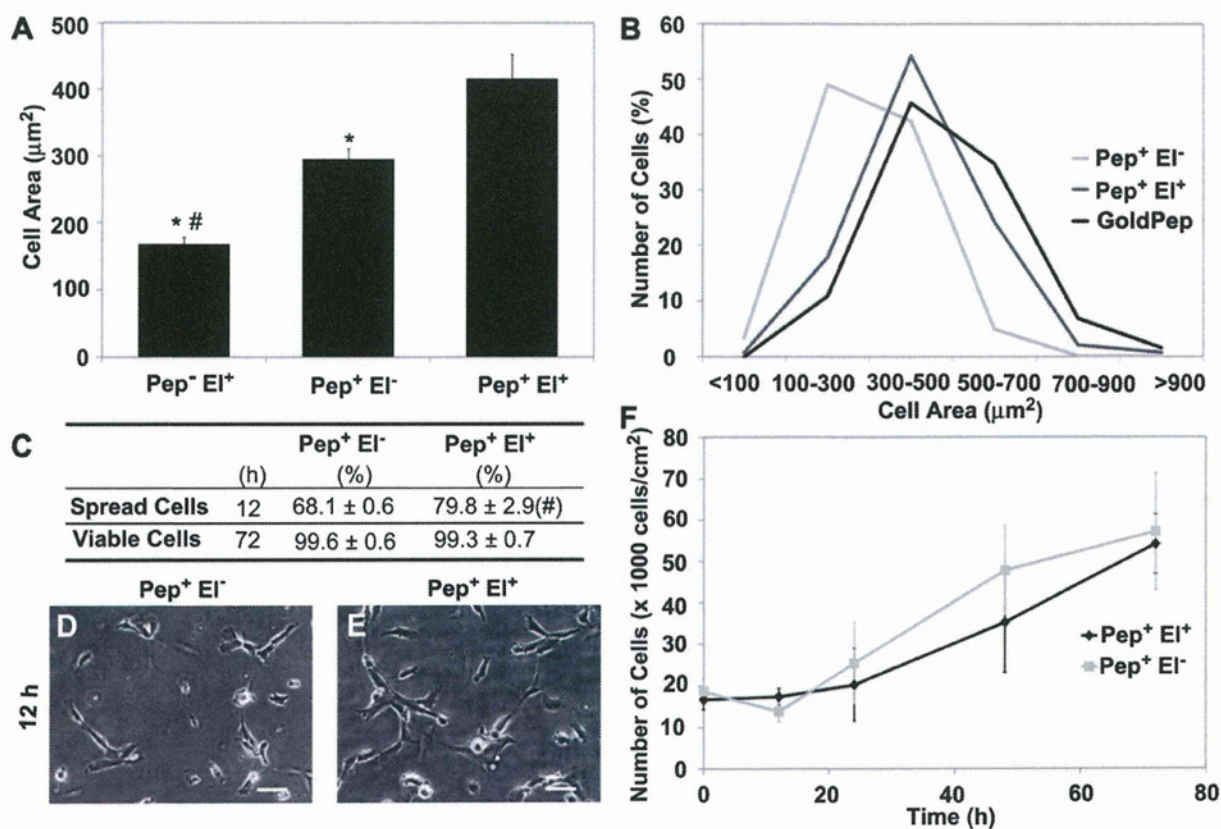 A
500
400
300
200
100
0
Cell Area (μm²)
* #
*
Pep⁻ El⁺
Pep⁺ El⁻
Pep⁺ El⁺
B
60
50
40
30
20
10
0
Number of Cells (%)
Pep⁺ El⁻
Pep⁺ El⁺
GoldPep
<100 100-300 300-500 500-700 700-900 >900
Cell Area (μm²)
C
Pep⁺ El⁻ Pep⁺ El⁺
(h) (%) (%)
Spread Cells 12 68.1 ± 0.6 79.8 ± 2.9(#)
Viable Cells 72 99.6 ± 0.6 99.3 ± 0.7
Pep⁺ El⁻
Pep⁺ El⁺
D
E
12 h
F
80
70
60
50
40
30
20
10
0
Number of Cells (x 1000 cells/cm²)
Pep⁺ El⁺
Pep⁺ El⁻
0 20 40 60 80
Time (h)